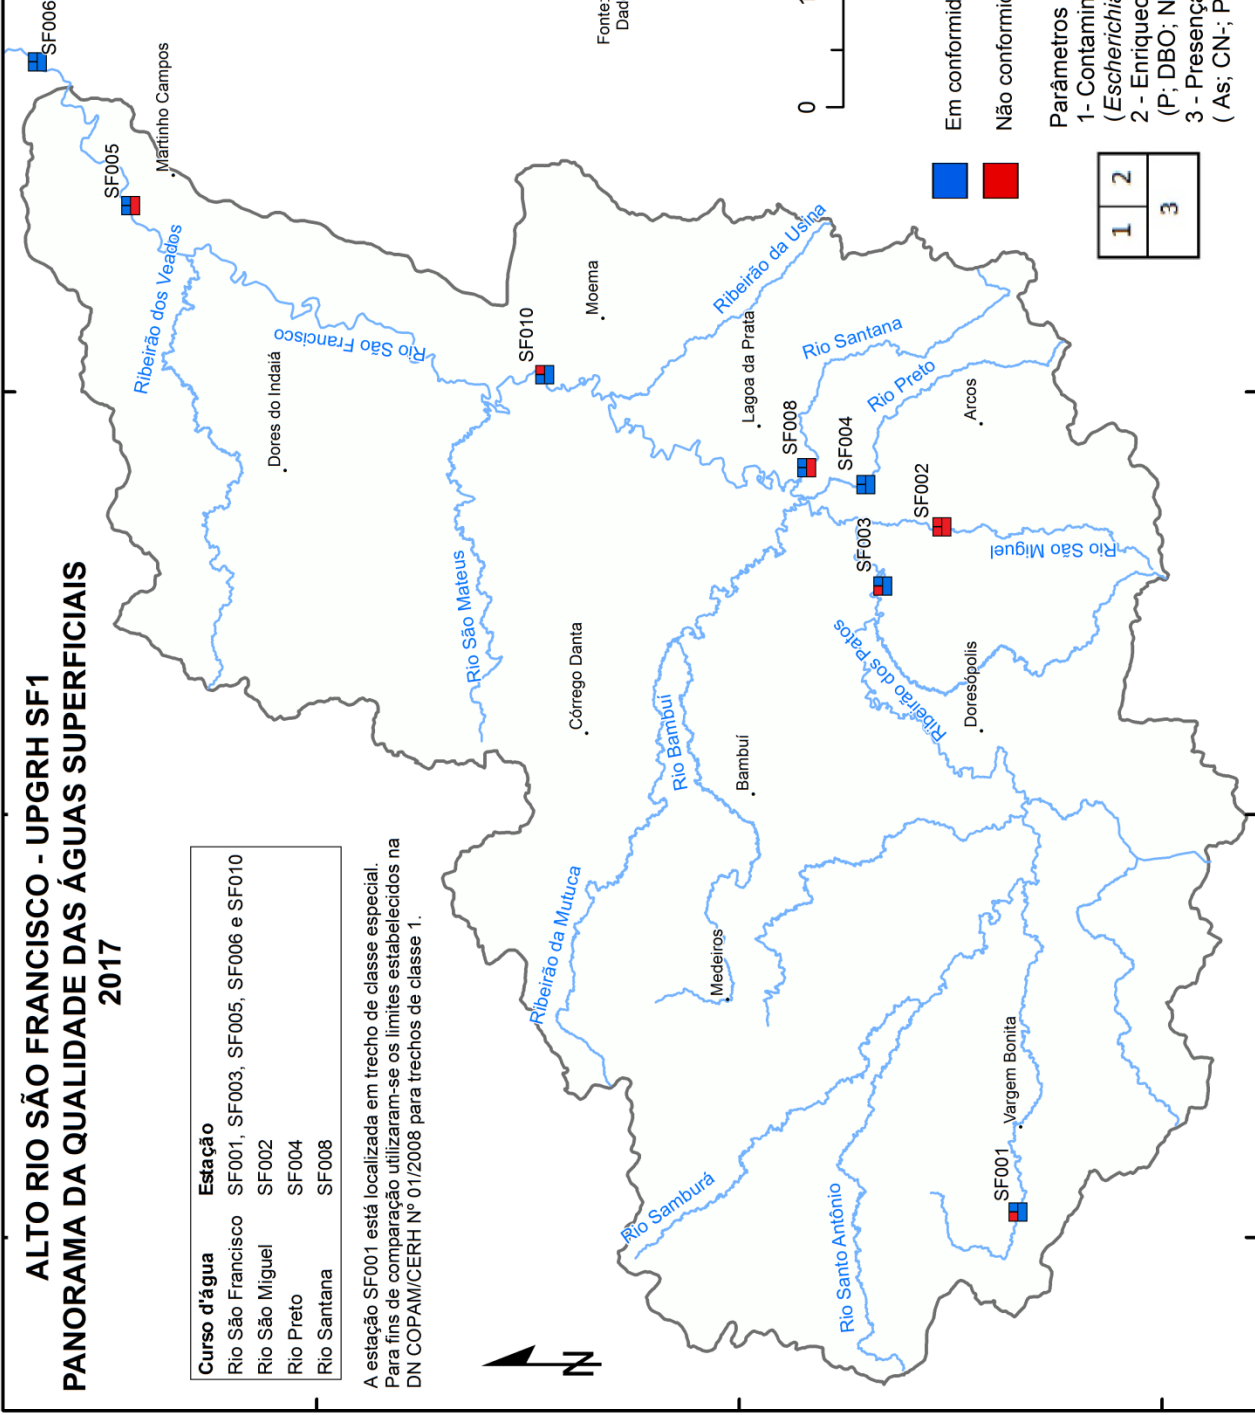 ALTO RIO SÃO FRANCISCO - UPGRH SF1
PANORAMA DA QUALIDADE DAS ÁGUAS SUPERFICIAIS
2017
Curso d'água Estação
Rio São Francisco SF001, SF003, SF005, SF006 e SF010
Rio São Miguel SF002
Rio Preto SF004
Rio Santana SF008
A estação SF001 está localizada em trecho de classe especial.
Para fins de comparação utilizaram-se os limites estabelecidos na
DN COPAM/CERH Nº 01/2008 para trechos de classe 1.
N
SF006
Martinho Campos
SF005
Ribeirão dos Veados
Dores do Indaiá
Rio São Francisco
SF010
Moema
Ribeirão da Usina
Rio São Mateus
Lagoa da Prata
Rio Santana
SF008
Rio Preto
SF004
Arcos
SF002
SF003
Rio São Miguel
Córrego Danta
Rio Bambuí
Bambuí
Ribeirão dos Patos
Doresópolis
Ribeirão da Mutuca
Medeiros
Rio Samburá
Vargem Bonita
Rio Santo Antônio
SF001
Fonte:
Dad
0
Em conformid
Não conformid
Parâmetros
1- Contamin
(Escherichia
2 - Enriquec
(P; DBO; N
3 - Presença
( As; CN-; P
1 2
3